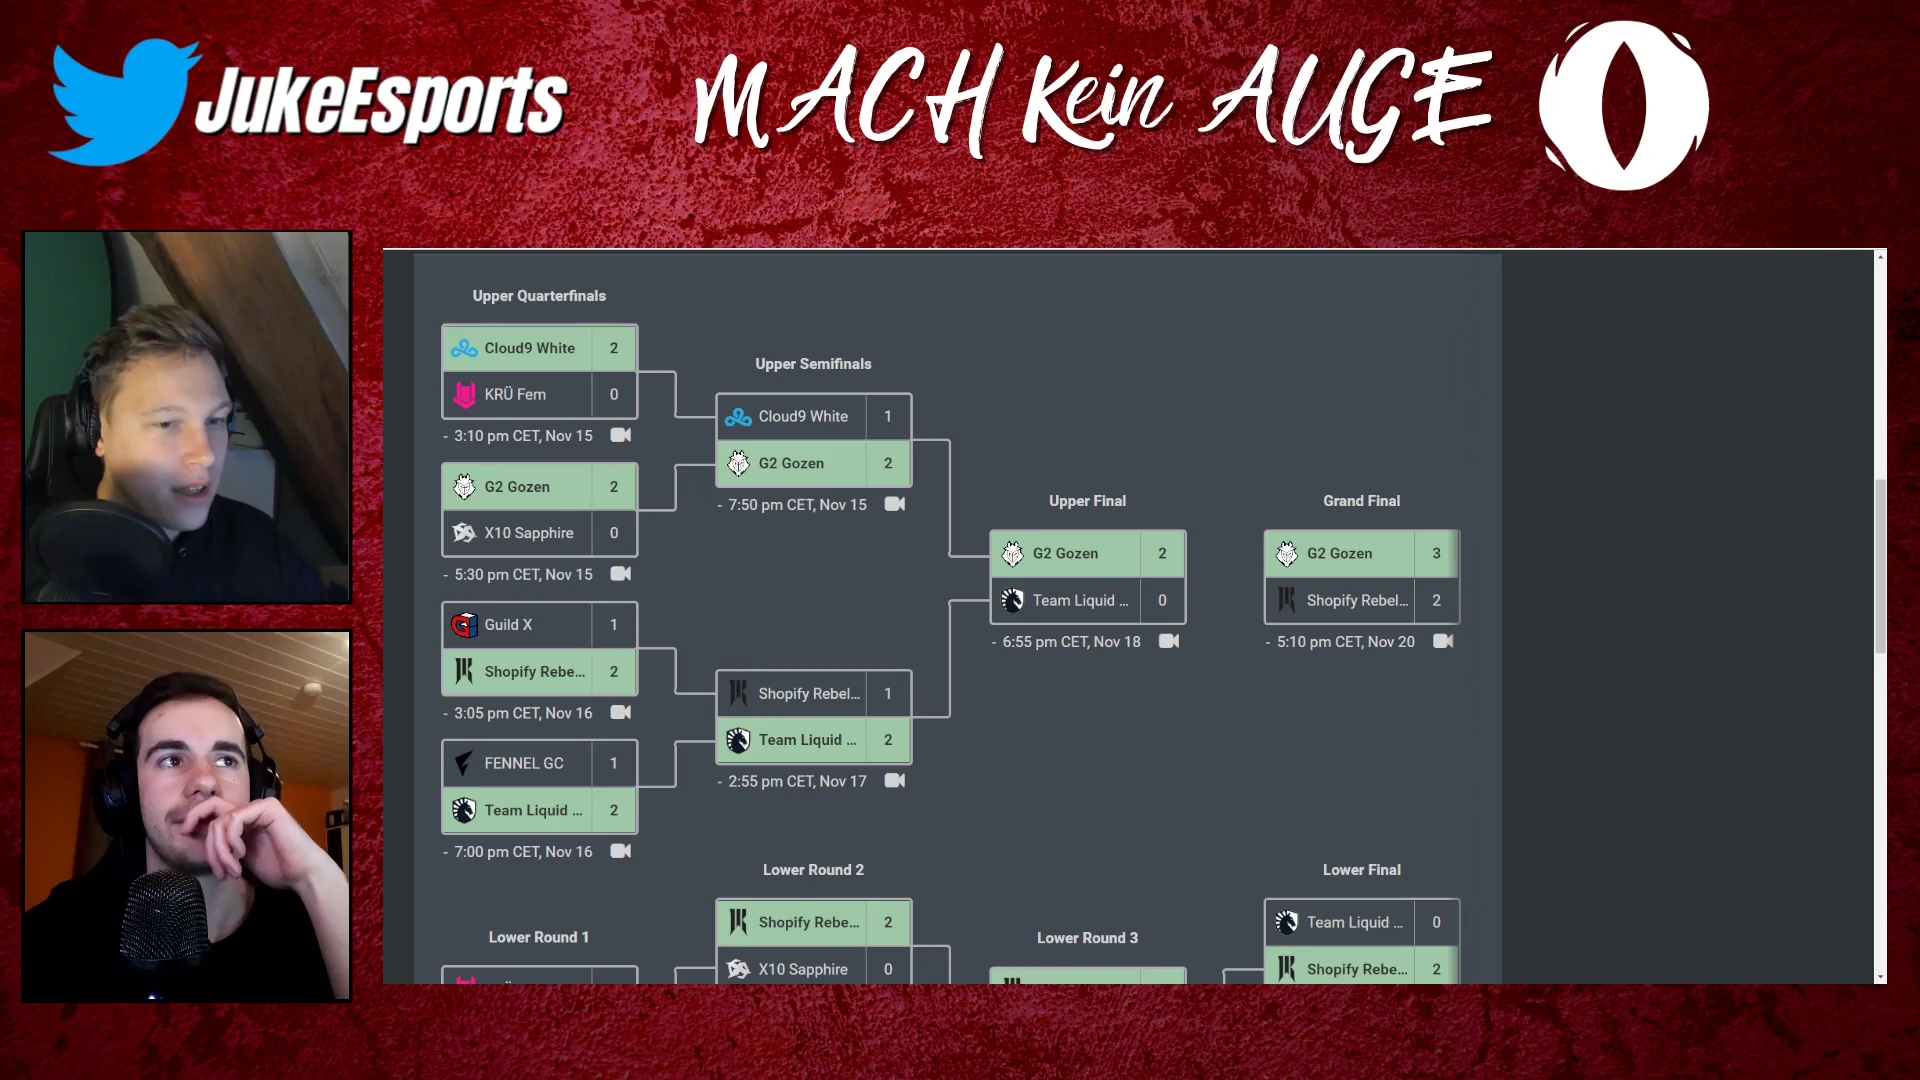 JukeEsports
MACH Kein AUGE
Upper Quarterfinals
Cloud9 White 2
KRÜ Fem 0
- 3:10 pm CET, Nov 15
G2 Gozen 2
X10 Sapphire 0
- 5:30 pm CET, Nov 15
Guild X 1
Shopify Rebe... 2
- 3:05 pm CET, Nov 16
FENNEL GC 1
Team Liquid ... 2
- 7:00 pm CET, Nov 16
Upper Semifinals
Cloud9 White 1
G2 Gozen 2
- 7:50 pm CET, Nov 15
Shopify Rebel... 1
Team Liquid ... 2
- 2:55 pm CET, Nov 17
Upper Final
G2 Gozen 2
Team Liquid ... 0
- 6:55 pm CET, Nov 18
Grand Final
G2 Gozen 3
Shopify Rebel... 2
- 5:10 pm CET, Nov 20
Lower Round 1
Lower Round 2
Shopify Rebe... 2
X10 Sapphire 0
Lower Round 3
Lower Final
Team Liquid ... 0
Shopify Rebe... 2